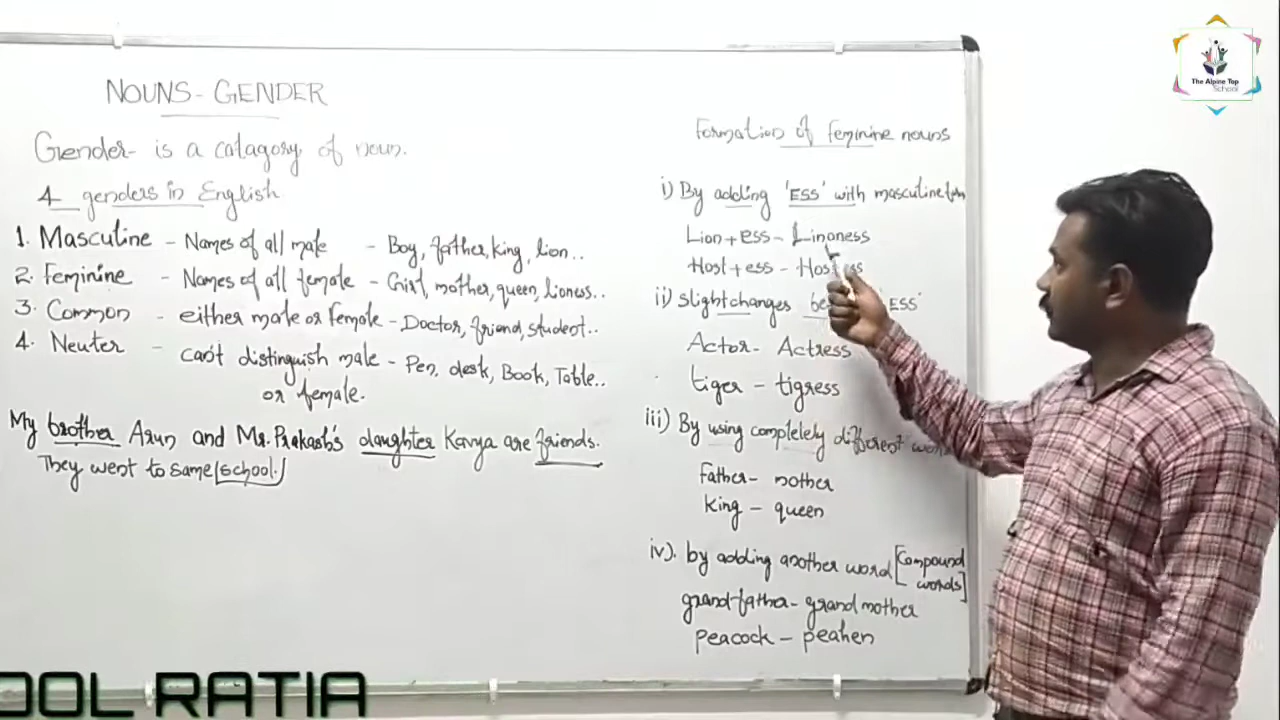 NOUNS - GENDER
Gender- is a catagory of noun.
4 genders in English
1. Masculine - Names of all male - Boy, father, king, lion..
2. Feminine - Names of all female - Girl, mother, queen, lioness..
3. Common - either male or Female - Doctor, friend, student..
4. Neuter - can't distinguish male or female. - Pen, desk, Book, Table..
My brother Arun and Mr. Prakash's daughter Kavya are friends.
They went to same [school.]
Formation of feminine nouns
i) By adding 'ESS' with masculine
Lion + ess - Linoness
Host + ess -
ii) slight changes 'ESS'
Actor - Actress
tiger - tigress
iii) By using completely different
Father - mother
King - queen
iv). by adding another word [Compound words]
grand-father - grand mother
Peacock - peahen
The Alpine Top
School
OOL RATIA